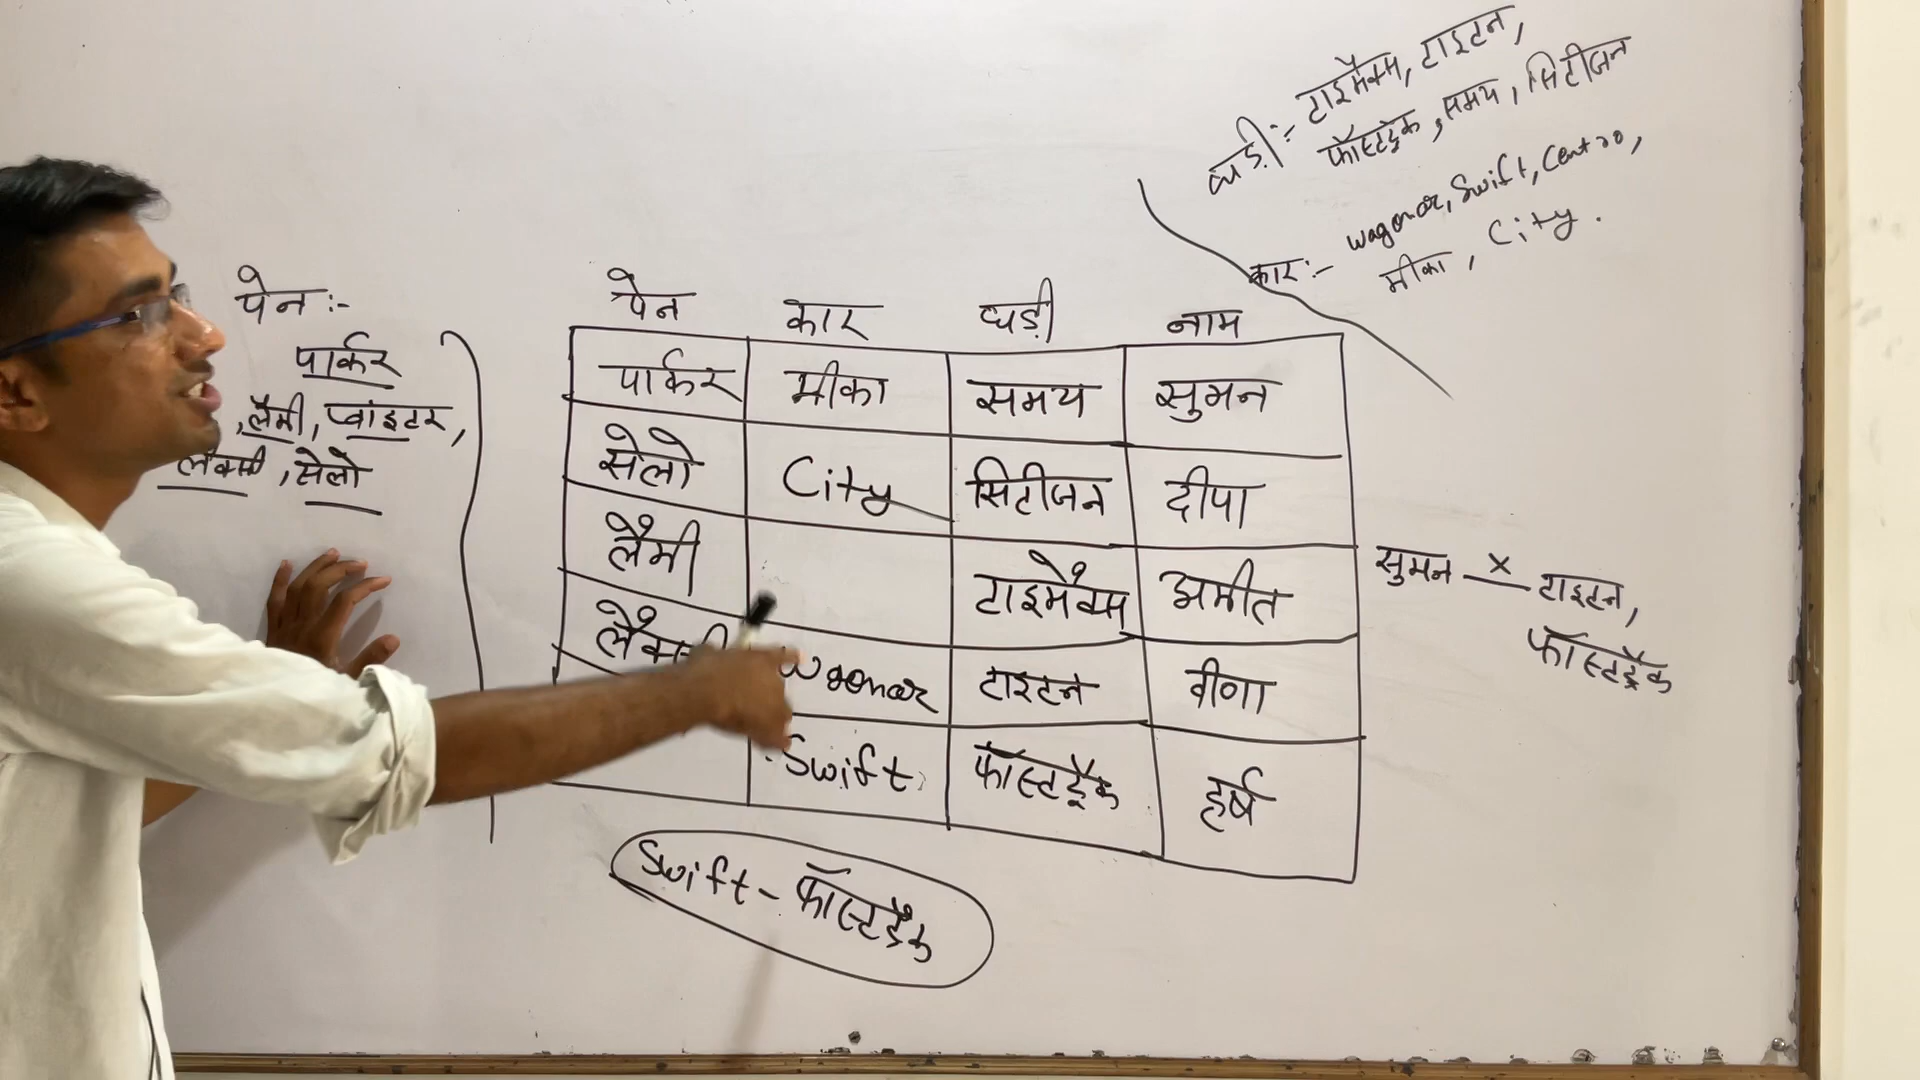 घड़ी:- टाइमैक्स, टाइटन,
फॉस्टट्रैक, समय, सिटीजन
कार:- wagonar, Swift, Centro,
मीका, City.
पेन:-
पार्कर
,लैमी, प्वांइटर,
लैक्सी, सेलो
पेन कार घड़ी नाम
पार्कर मीका समय सुमन
सेलो City सिटीजन दीपा
लैमी टाइमैक्स अमीत
लैक्सी Wagonar टाइटन वीणा
Swift फॉस्टट्रैक हर्ष
सुमन x टाइटन,
फॉस्टट्रैक
Swift - फॉस्टट्रैक